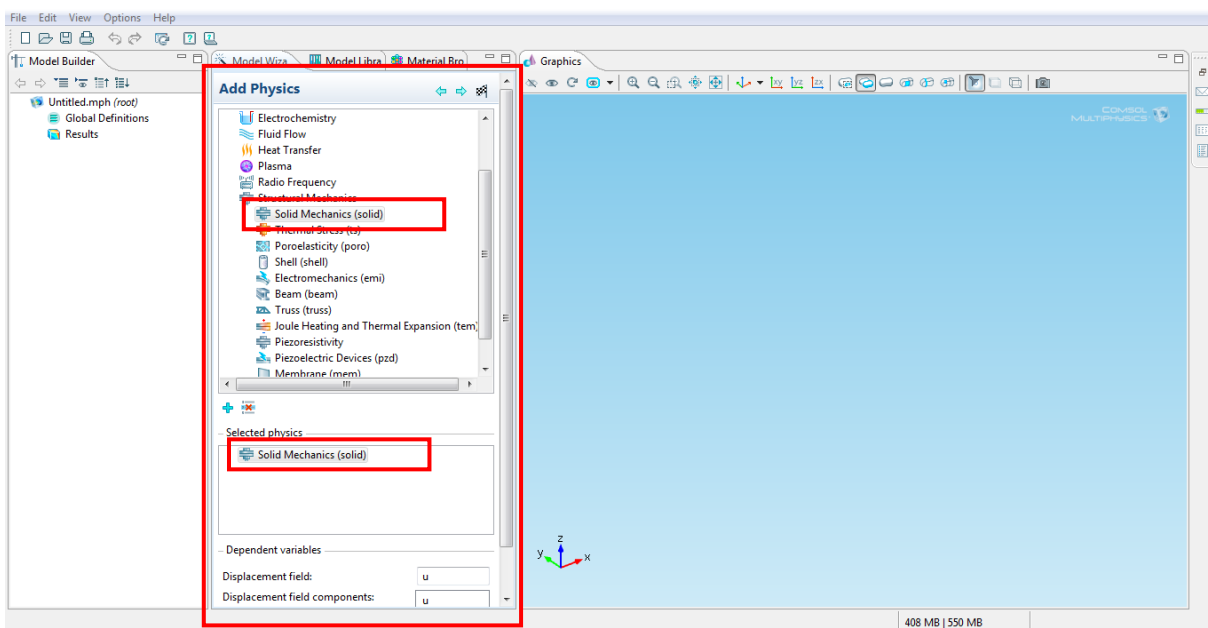 File Edit View Options Help
Model Builder
Untitled.mph (root)
Global Definitions
Results
Model Wiza
Model Libra
Material Bro
Add Physics
Electrochemistry
Fluid Flow
Heat Transfer
Plasma
Radio Frequency
Structural Mechanics
Solid Mechanics (solid)
Thermal Stress (ts)
Poroelasticity (poro)
Shell (shell)
Electromechanics (emi)
Beam (beam)
Truss (truss)
Joule Heating and Thermal Expansion (tem)
Piezoresistivity
Piezoelectric Devices (pzd)
Membrane (mem)
Selected physics
Solid Mechanics (solid)
Dependent variables
Displacement field: u
Displacement field components: u
Graphics
xy yz zx
COMSOL
MULTIPHYSICS
z
y x
408 MB | 550 MB